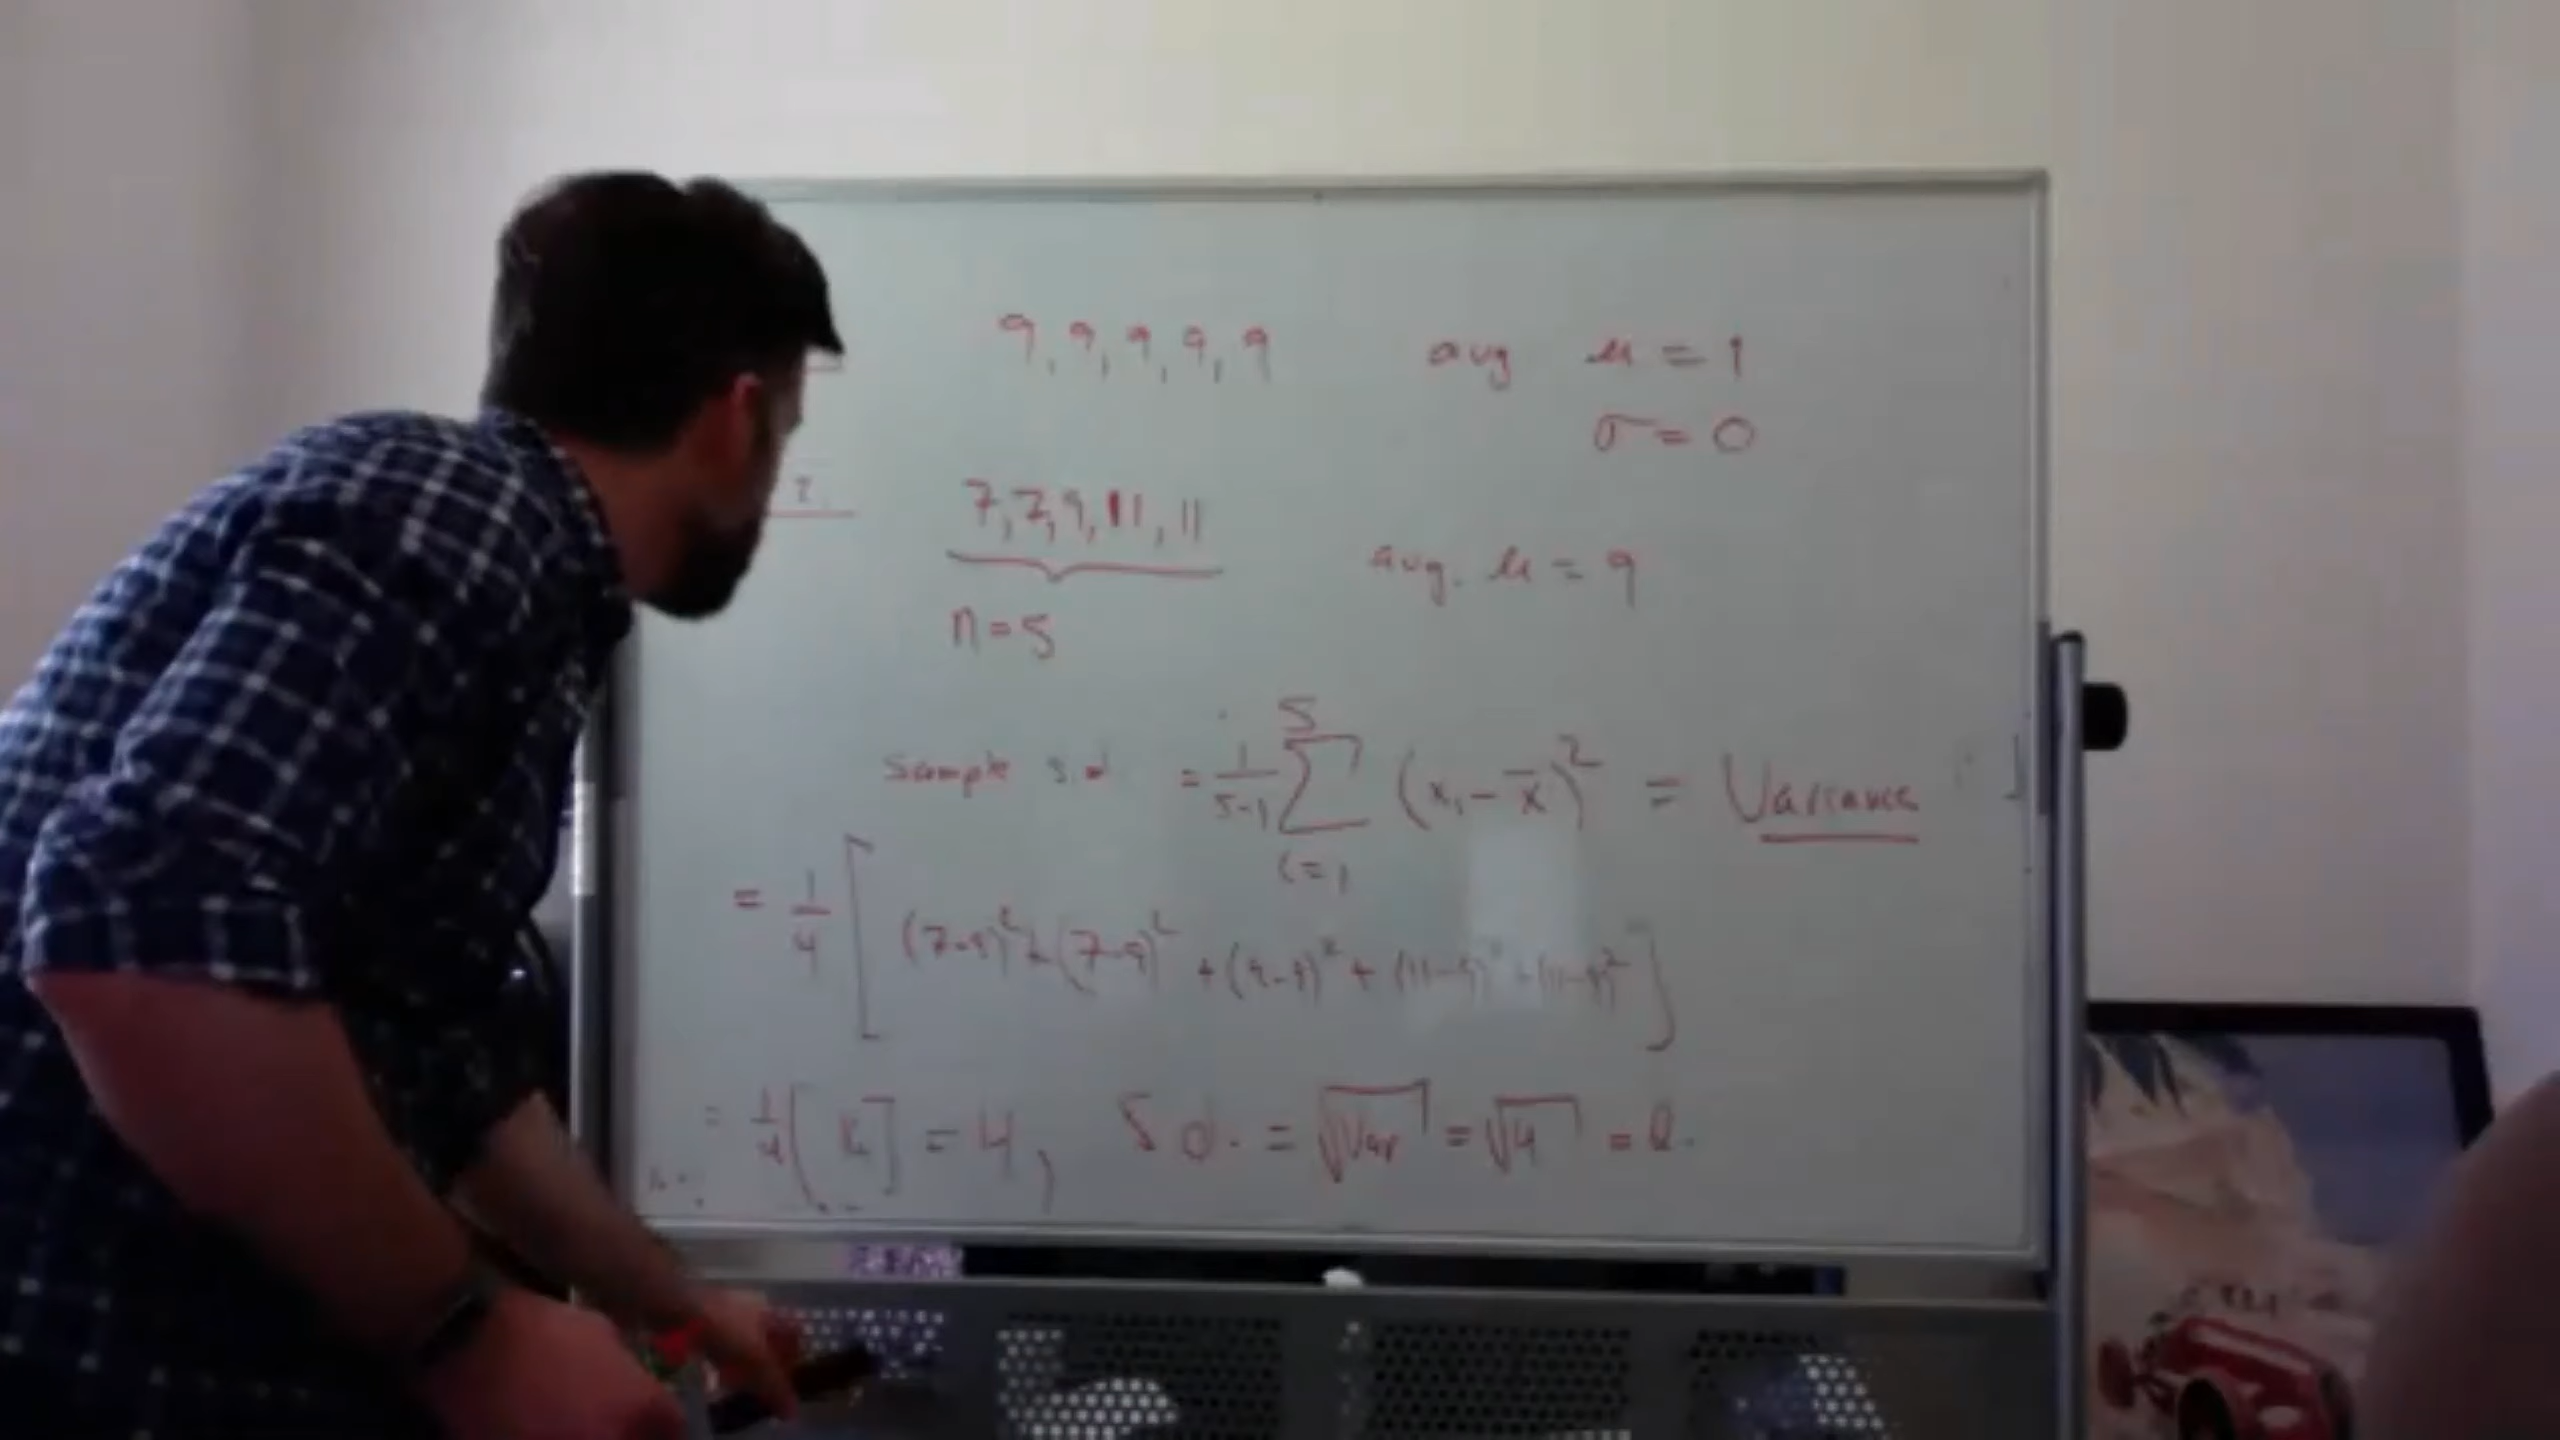 9, 9, 9, 9, 9 avg μ = 9
σ = 0
2.
7, 7, 9, 11, 11
avg. μ = 9
n = 5
Sample s.d. = 1/(5-1) 5∑i=1 (xᵢ - x̄)² = Variance
= 1/4 [ (7-9)² + (7-9)² + (9-9)² + (11-9)² + (11-9)² ]
= 1/4 [ ] = 4, S.d. = √Var = √4 = 2.